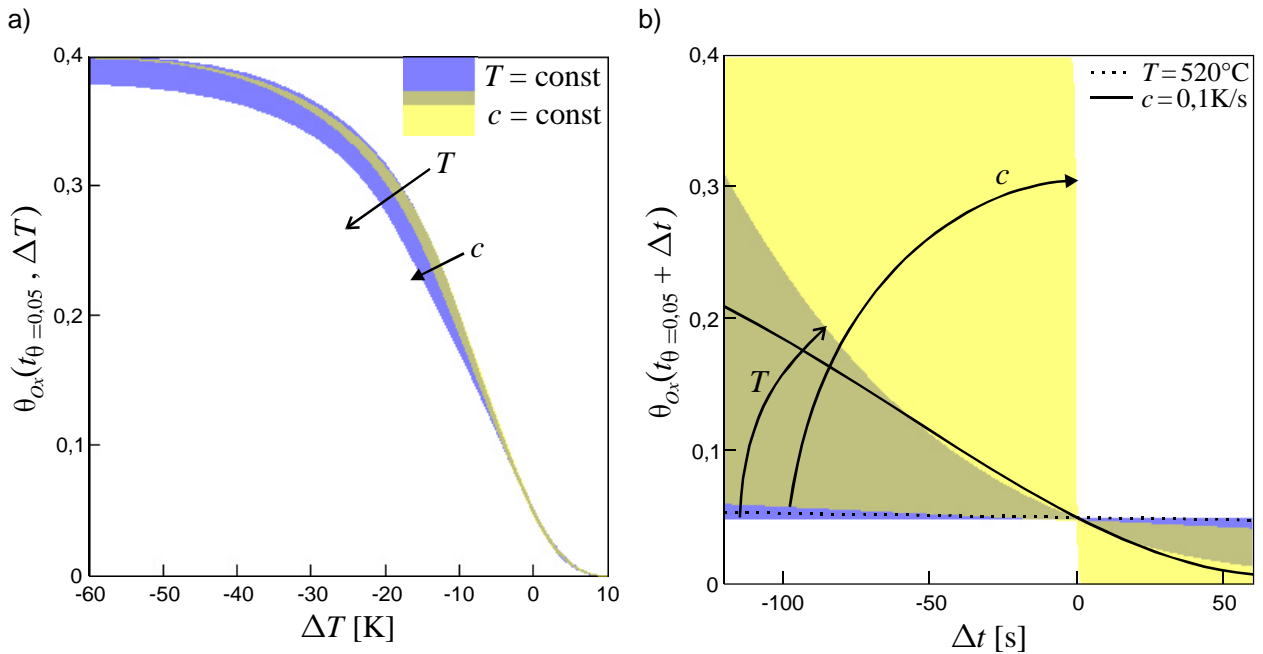 a)
0,4
0,3
0,2
0,1
0
-60
-50
-40
-30
-20
-10
0
10
ΔT [K]
θOx(tθ=0,05 , ΔT)
T = const
c = const
T
c
b)
0,4
0,3
0,2
0,1
0
-100
-50
0
50
Δt [s]
θOx(tθ=0,05 + Δt)
T = 520°C
c = 0,1K/s
c
T